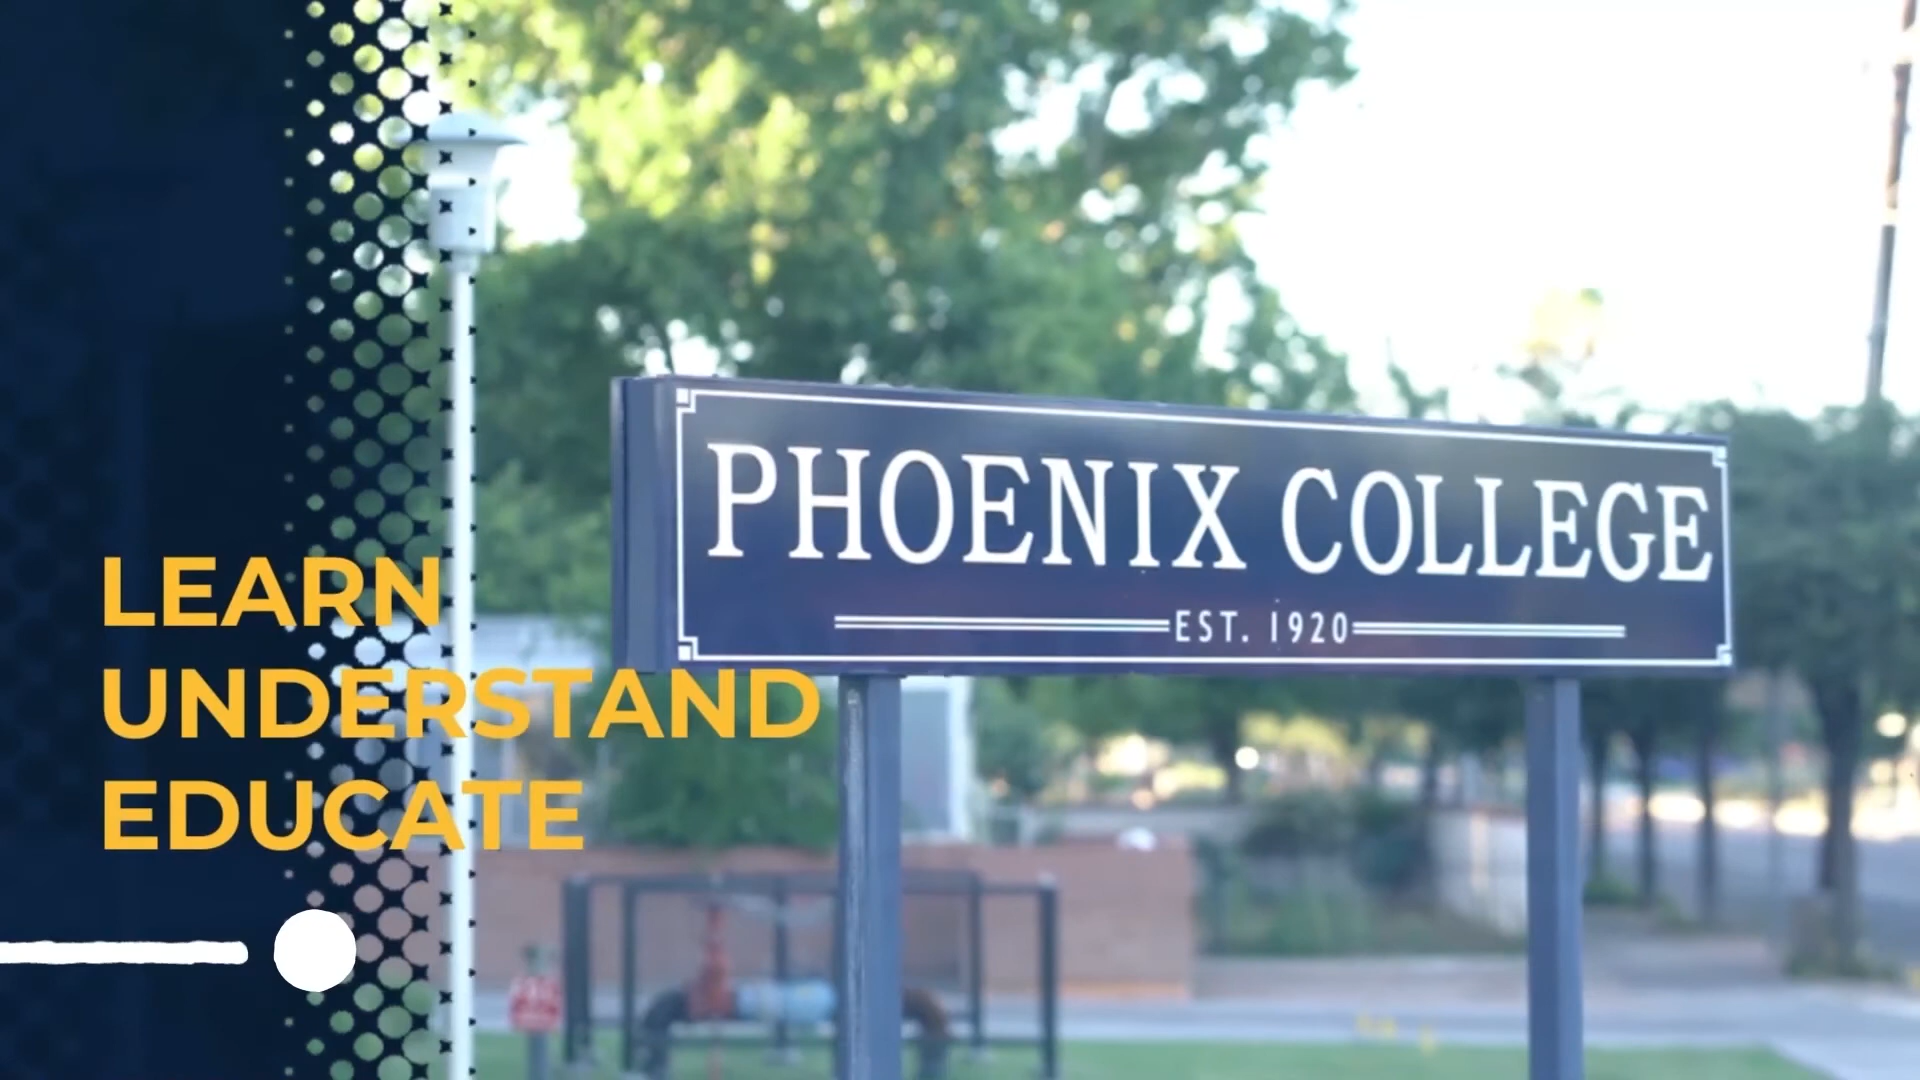 PHOENIX COLLEGE
EST. 1920
LEARN
UNDERSTAND
EDUCATE